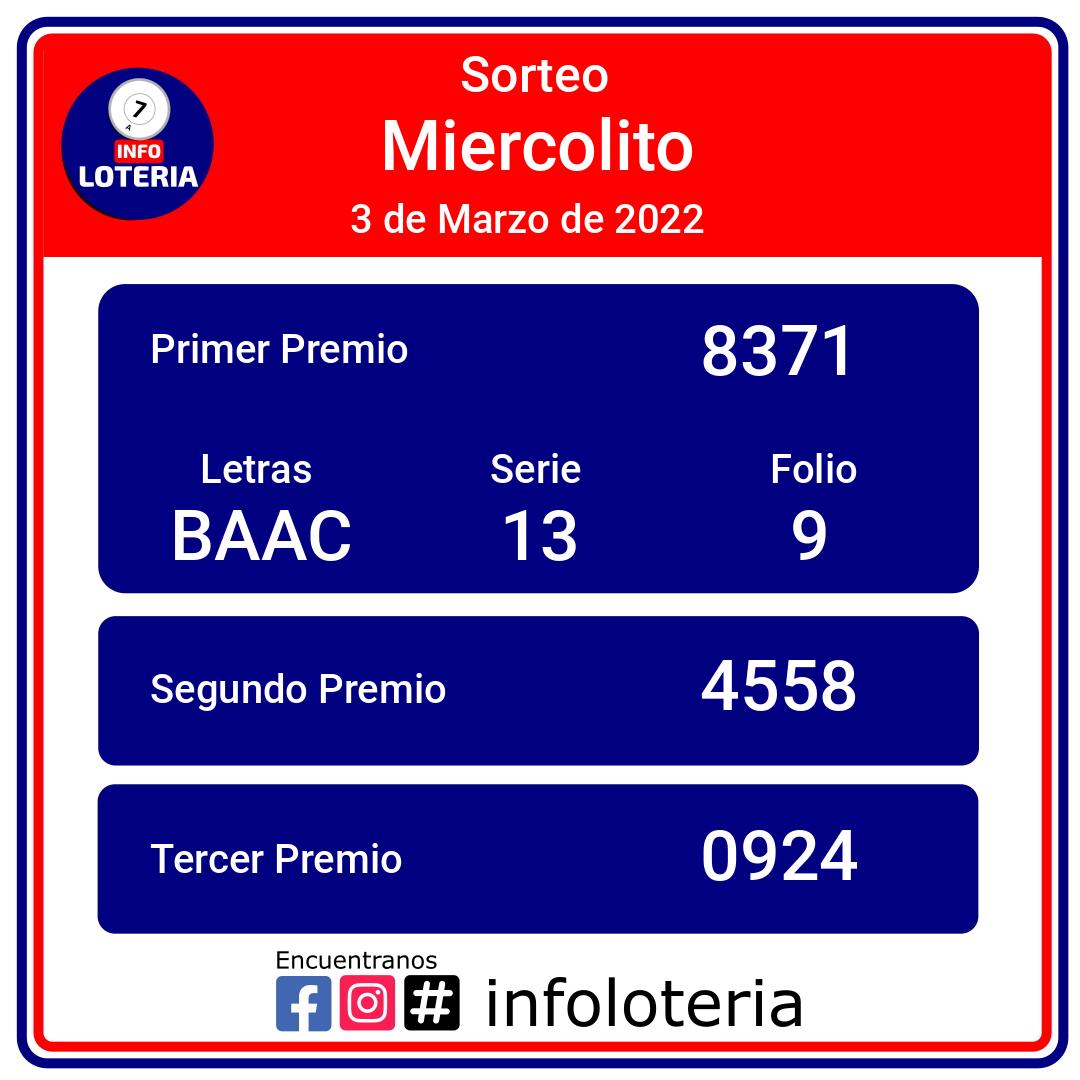 Sorteo
Miercolito
3 de Marzo de 2022
7
A
INFO
LOTERIA
Primer Premio 8371
Letras Serie Folio
BAAC 13 9
Segundo Premio 4558
Tercer Premio 0924
Encuentranos
# infoloteria